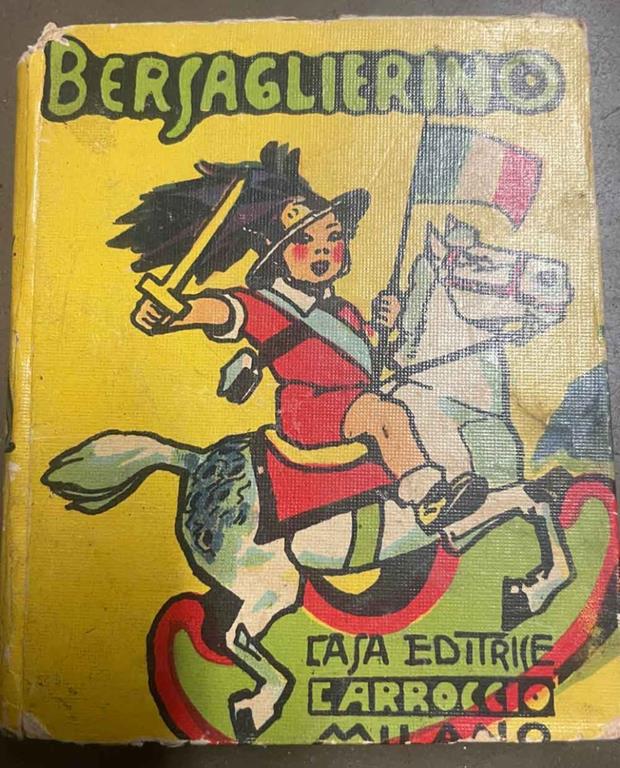 BERSAGLIERINO
CASA EDITRICE
CARROCCIO
MILANO